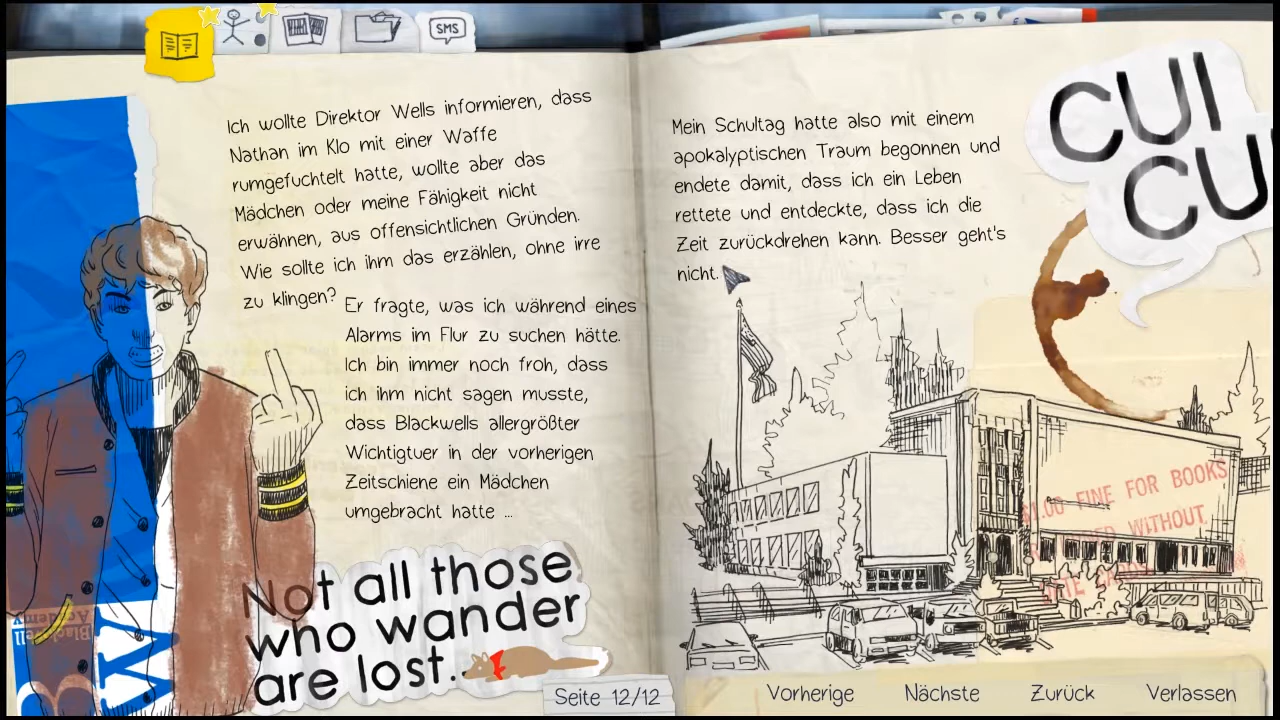 SMS
Ich wollte Direktor Wells informieren, dass
Nathan im Klo mit einer Waffe
rumgefuchtelt hatte, wollte aber das
Mädchen oder meine Fähigkeit nicht
erwähnen, aus offensichtlichen Gründen.
Wie sollte ich ihm das erzählen, ohne irre
zu klingen?
Er fragte, was ich während eines
Alarms im Flur zu suchen hätte.
Ich bin immer noch froh, dass
ich ihm nicht sagen musste,
dass Blackwells allergrößter
Wichtigtuer in der vorherigen
Zeitschiene ein Mädchen
umgebracht hatte ...
Not all those
who wander
are lost...
Blackwell
Academy
Mein Schultag hatte also mit einem
apokalyptischen Traum begonnen und
endete damit, dass ich ein Leben
rettete und entdeckte, dass ich die
Zeit zurückdrehen kann. Besser geht's
nicht.
CUI
CU
$1.00 FINE FOR BOOKS
WITHOUT
Seite 12/12
Vorherige
Nächste
Zurück
Verlassen